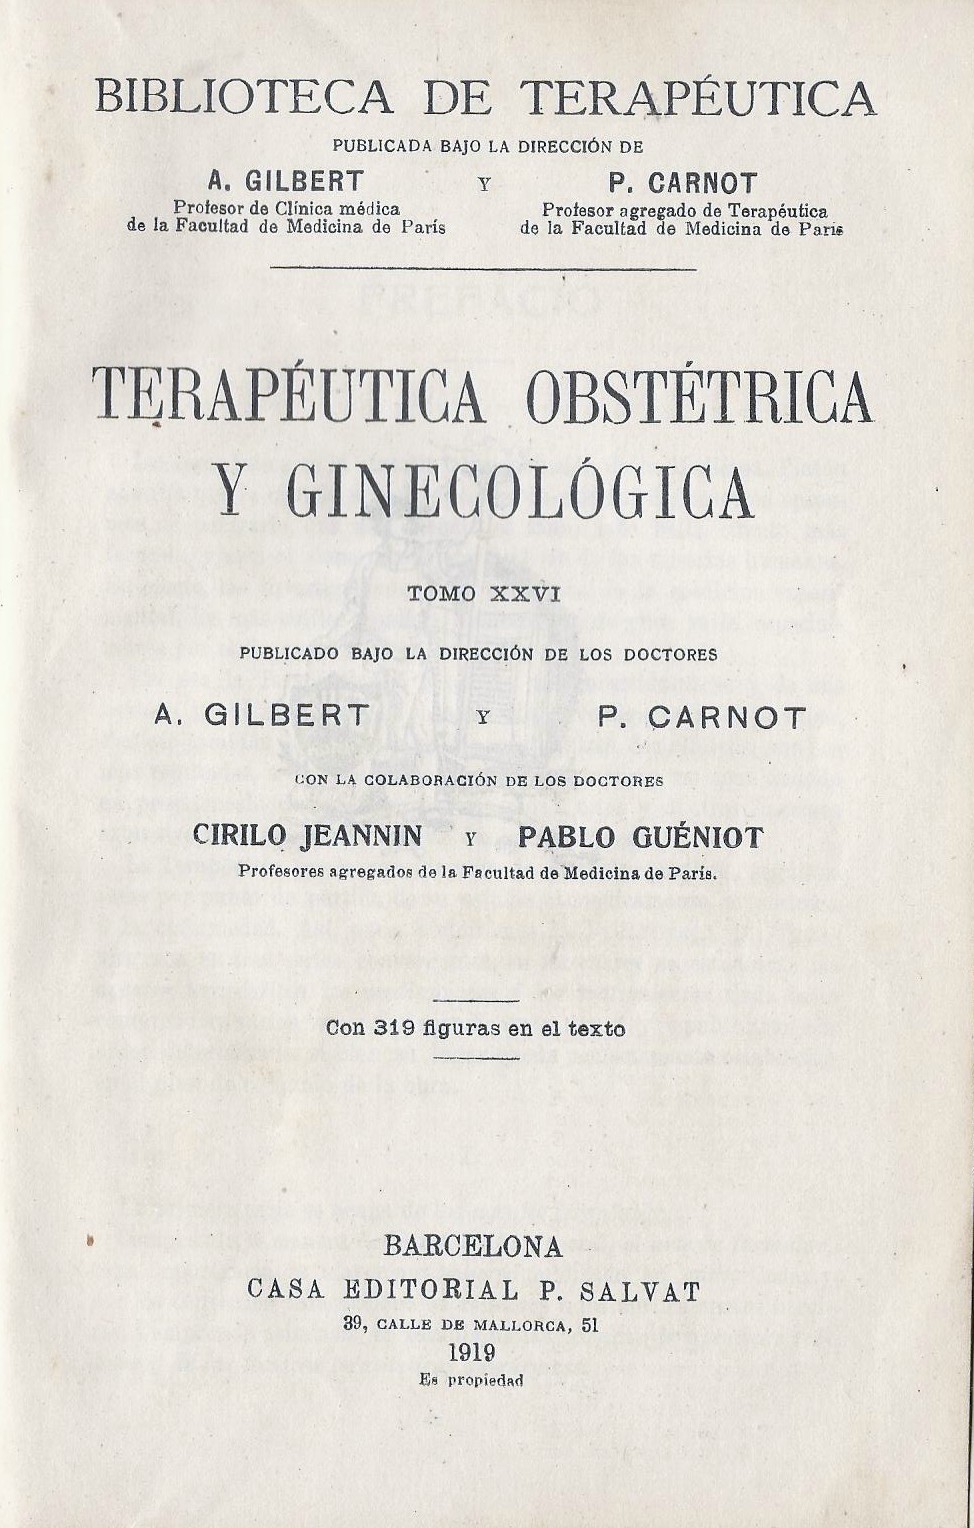 BIBLIOTECA DE TERAPÉUTICA
PUBLICADA BAJO LA DIRECCIÓN DE
A. GILBERT Y P. CARNOT
Profesor de Clínica médica
de la Facultad de Medicina de París
Profesor agregado de Terapéutica
de la Facultad de Medicina de París
TERAPÉUTICA OBSTÉTRICA
Y GINECOLÓGICA
TOMO XXVI
PUBLICADO BAJO LA DIRECCIÓN DE LOS DOCTORES
A. GILBERT Y P. CARNOT
CON LA COLABORACIÓN DE LOS DOCTORES
CIRILO JEANNIN Y PABLO GUÉNIOT
Profesores agregados de la Facultad de Medicina de París.
Con 319 figuras en el texto
BARCELONA
CASA EDITORIAL P. SALVAT
39, CALLE DE MALLORCA, 51
1919
Es propiedad